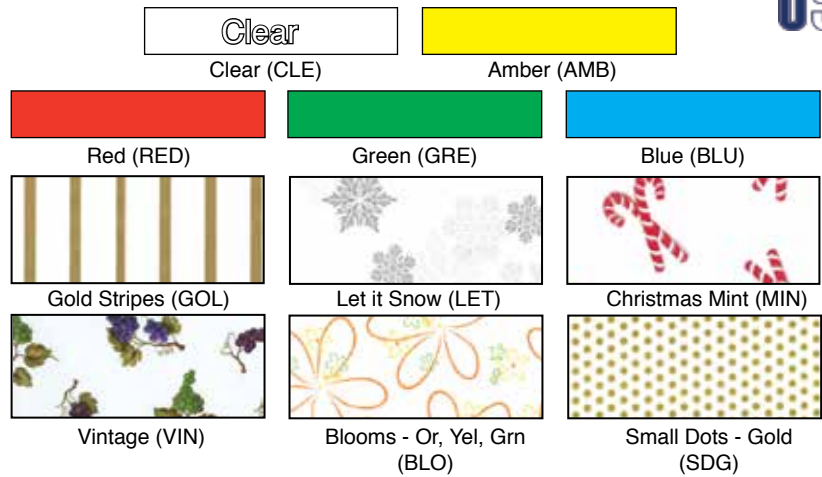 Clear
Clear (CLE)
Amber (AMB)
Red (RED)
Green (GRE)
Blue (BLU)
Gold Stripes (GOL)
Let it Snow (LET)
Christmas Mint (MIN)
Vintage (VIN)
Blooms - Or, Yel, Grn
(BLO)
Small Dots - Gold
(SDG)